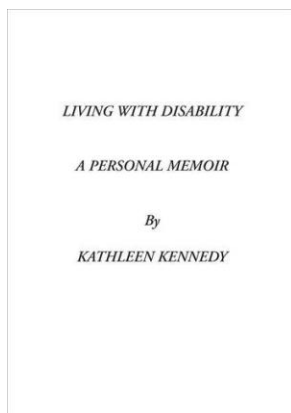 LIVING WITH DISABILITY
A PERSONAL MEMOIR
By
KATHLEEN KENNEDY